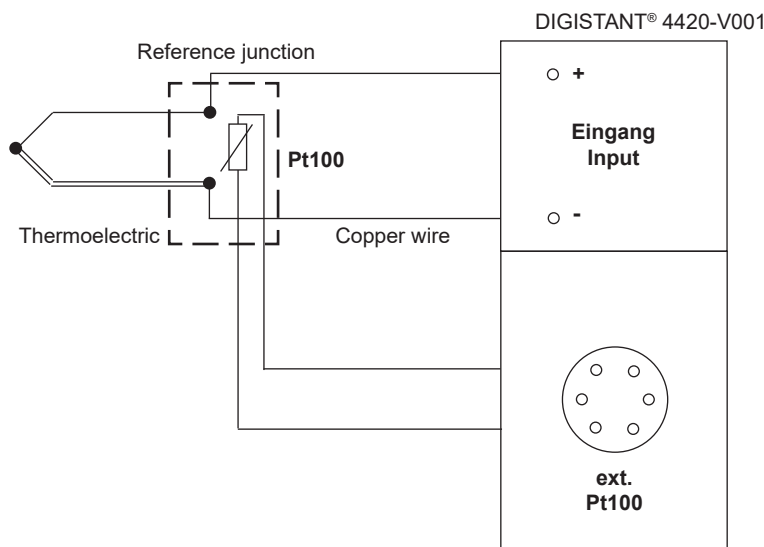 DIGISTANT® 4420-V001
Reference junction
+
Eingang
Input
Pt100
-
Thermoelectric
Copper wire
ext.
Pt100